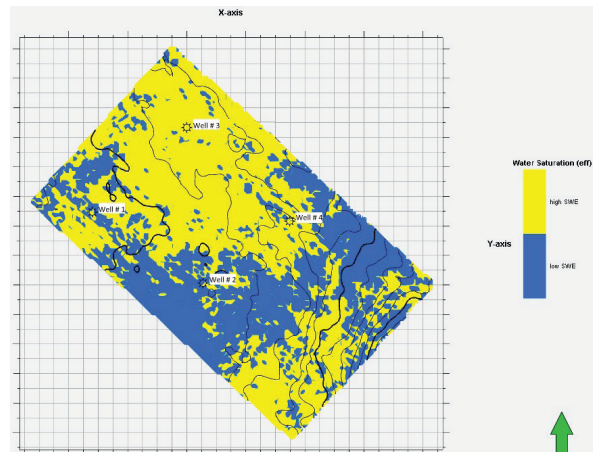 X-axis
Well # 3
Well # 1
Well # 4
Well # 2
Water Saturation (eff)
high SWE
Y-axis
low SWE